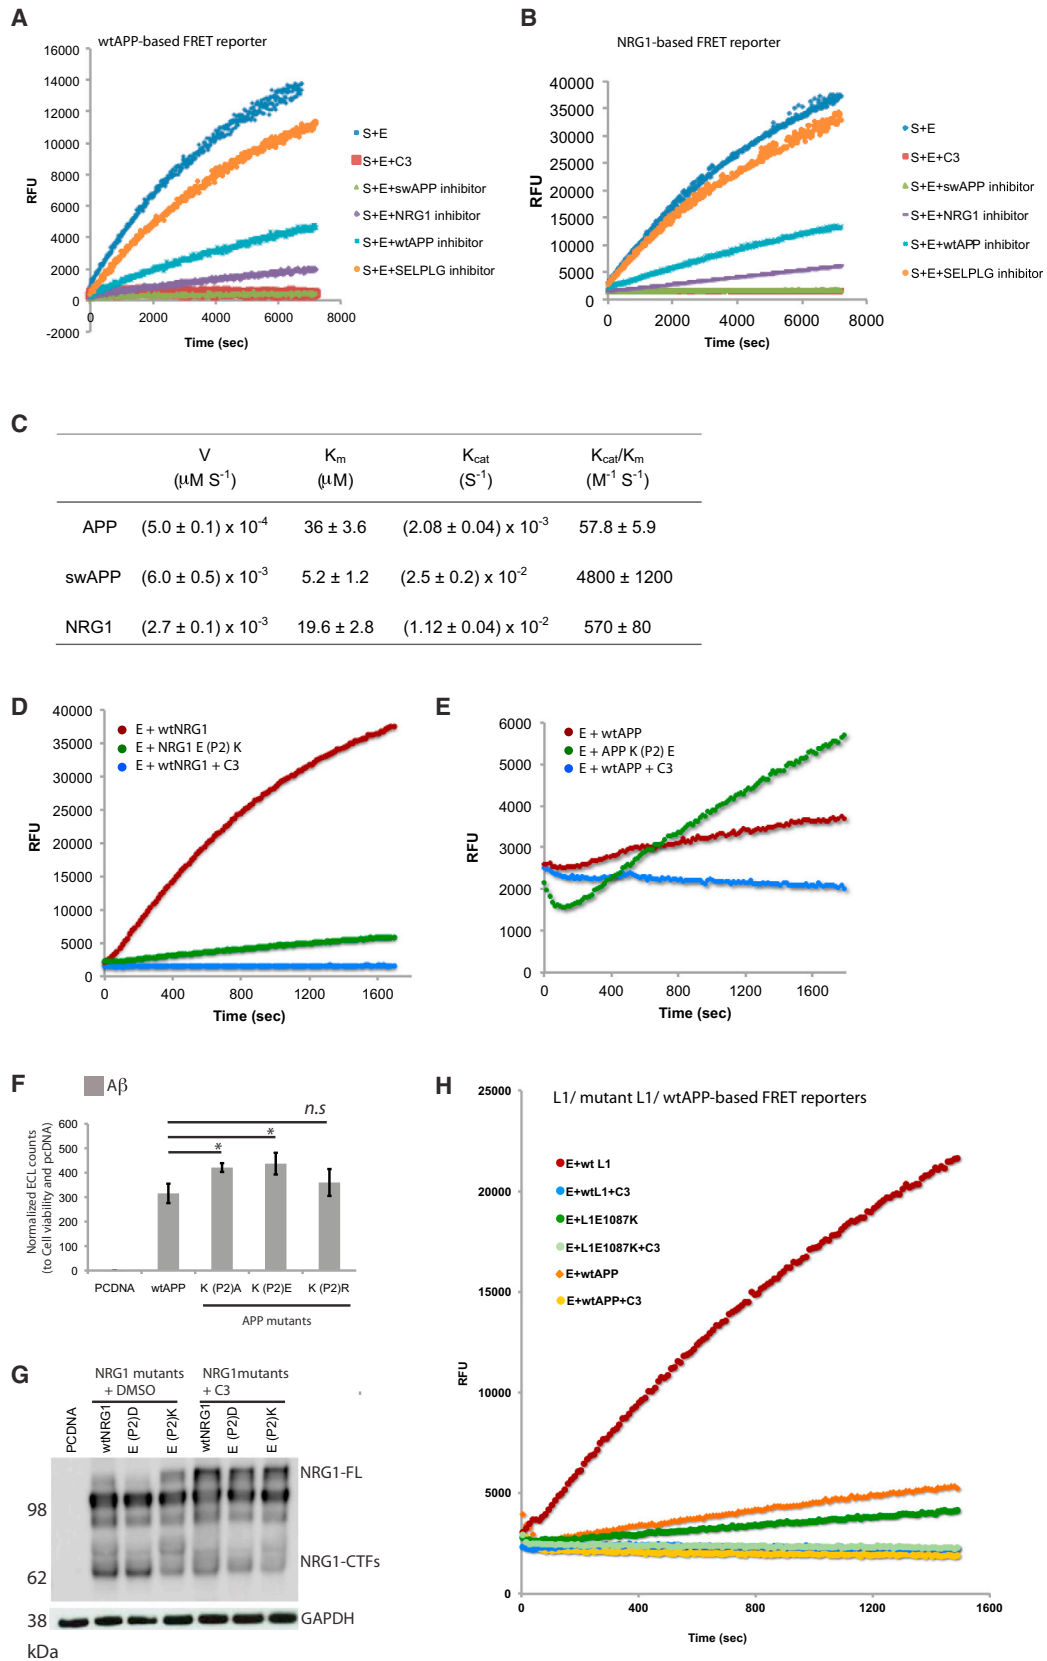 A
wtAPP-based FRET reporter
16000
14000
12000
10000
8000
6000
4000
2000
0
-2000
RFU
0 2000 4000 6000 8000
Time (sec)
S+E
S+E+C3
S+E+swAPP inhibitor
S+E+NRG1 inhibitor
S+E+wtAPP inhibitor
S+E+SELPLG inhibitor
B
NRG1-based FRET reporter
40000
35000
30000
25000
20000
15000
10000
5000
0
RFU
0 2000 4000 6000 8000
Time (sec)
S+E
S+E+C3
S+E+swAPP inhibitor
S+E+NRG1 inhibitor
S+E+wtAPP inhibitor
S+E+SELPLG inhibitor
C
V Km Kcat Kcat/Km
(μM S-1) (μM) (S-1) (M-1 S-1)
APP (5.0 ± 0.1) x 10-4 36 ± 3.6 (2.08 ± 0.04) x 10-3 57.8 ± 5.9
swAPP (6.0 ± 0.5) x 10-3 5.2 ± 1.2 (2.5 ± 0.2) x 10-2 4800 ± 1200
NRG1 (2.7 ± 0.1) x 10-3 19.6 ± 2.8 (1.12 ± 0.04) x 10-2 570 ± 80
D
40000
35000
30000
25000
20000
15000
10000
5000
0
RFU
E + wtNRG1
E + NRG1 E (P2) K
E + wtNRG1 + C3
0 400 800 1200 1600
Time (sec)
E
6000
5000
4000
3000
2000
1000
0
RFU
E + wtAPP
E + APP K (P2) E
E + wtAPP + C3
0 400 800 1200 1600
Time (sec)
F
Aβ
n.s
*
*
600
500
400
300
200
100
0
Normalized ECL counts
(to Cell viability and pcDNA)
PCDNA wtAPP K (P2)A K (P2)E K (P2)R
APP mutants
G
NRG1 mutants
+ DMSO
NRG1mutants
+ C3
PCDNA
wtNRG1
E (P2)D
E (P2)K
wtNRG1
E (P2)D
E (P2)K
NRG1-FL
98
NRG1-CTFs
62
38
GAPDH
kDa
H
L1/ mutant L1/ wtAPP-based FRET reporters
25000
20000
15000
10000
5000
0
RFU
E+wt L1
E+wtL1+C3
E+L1E1087K
E+L1E1087K+C3
E+wtAPP
E+wtAPP+C3
0 400 800 1200 1600
Time (sec)